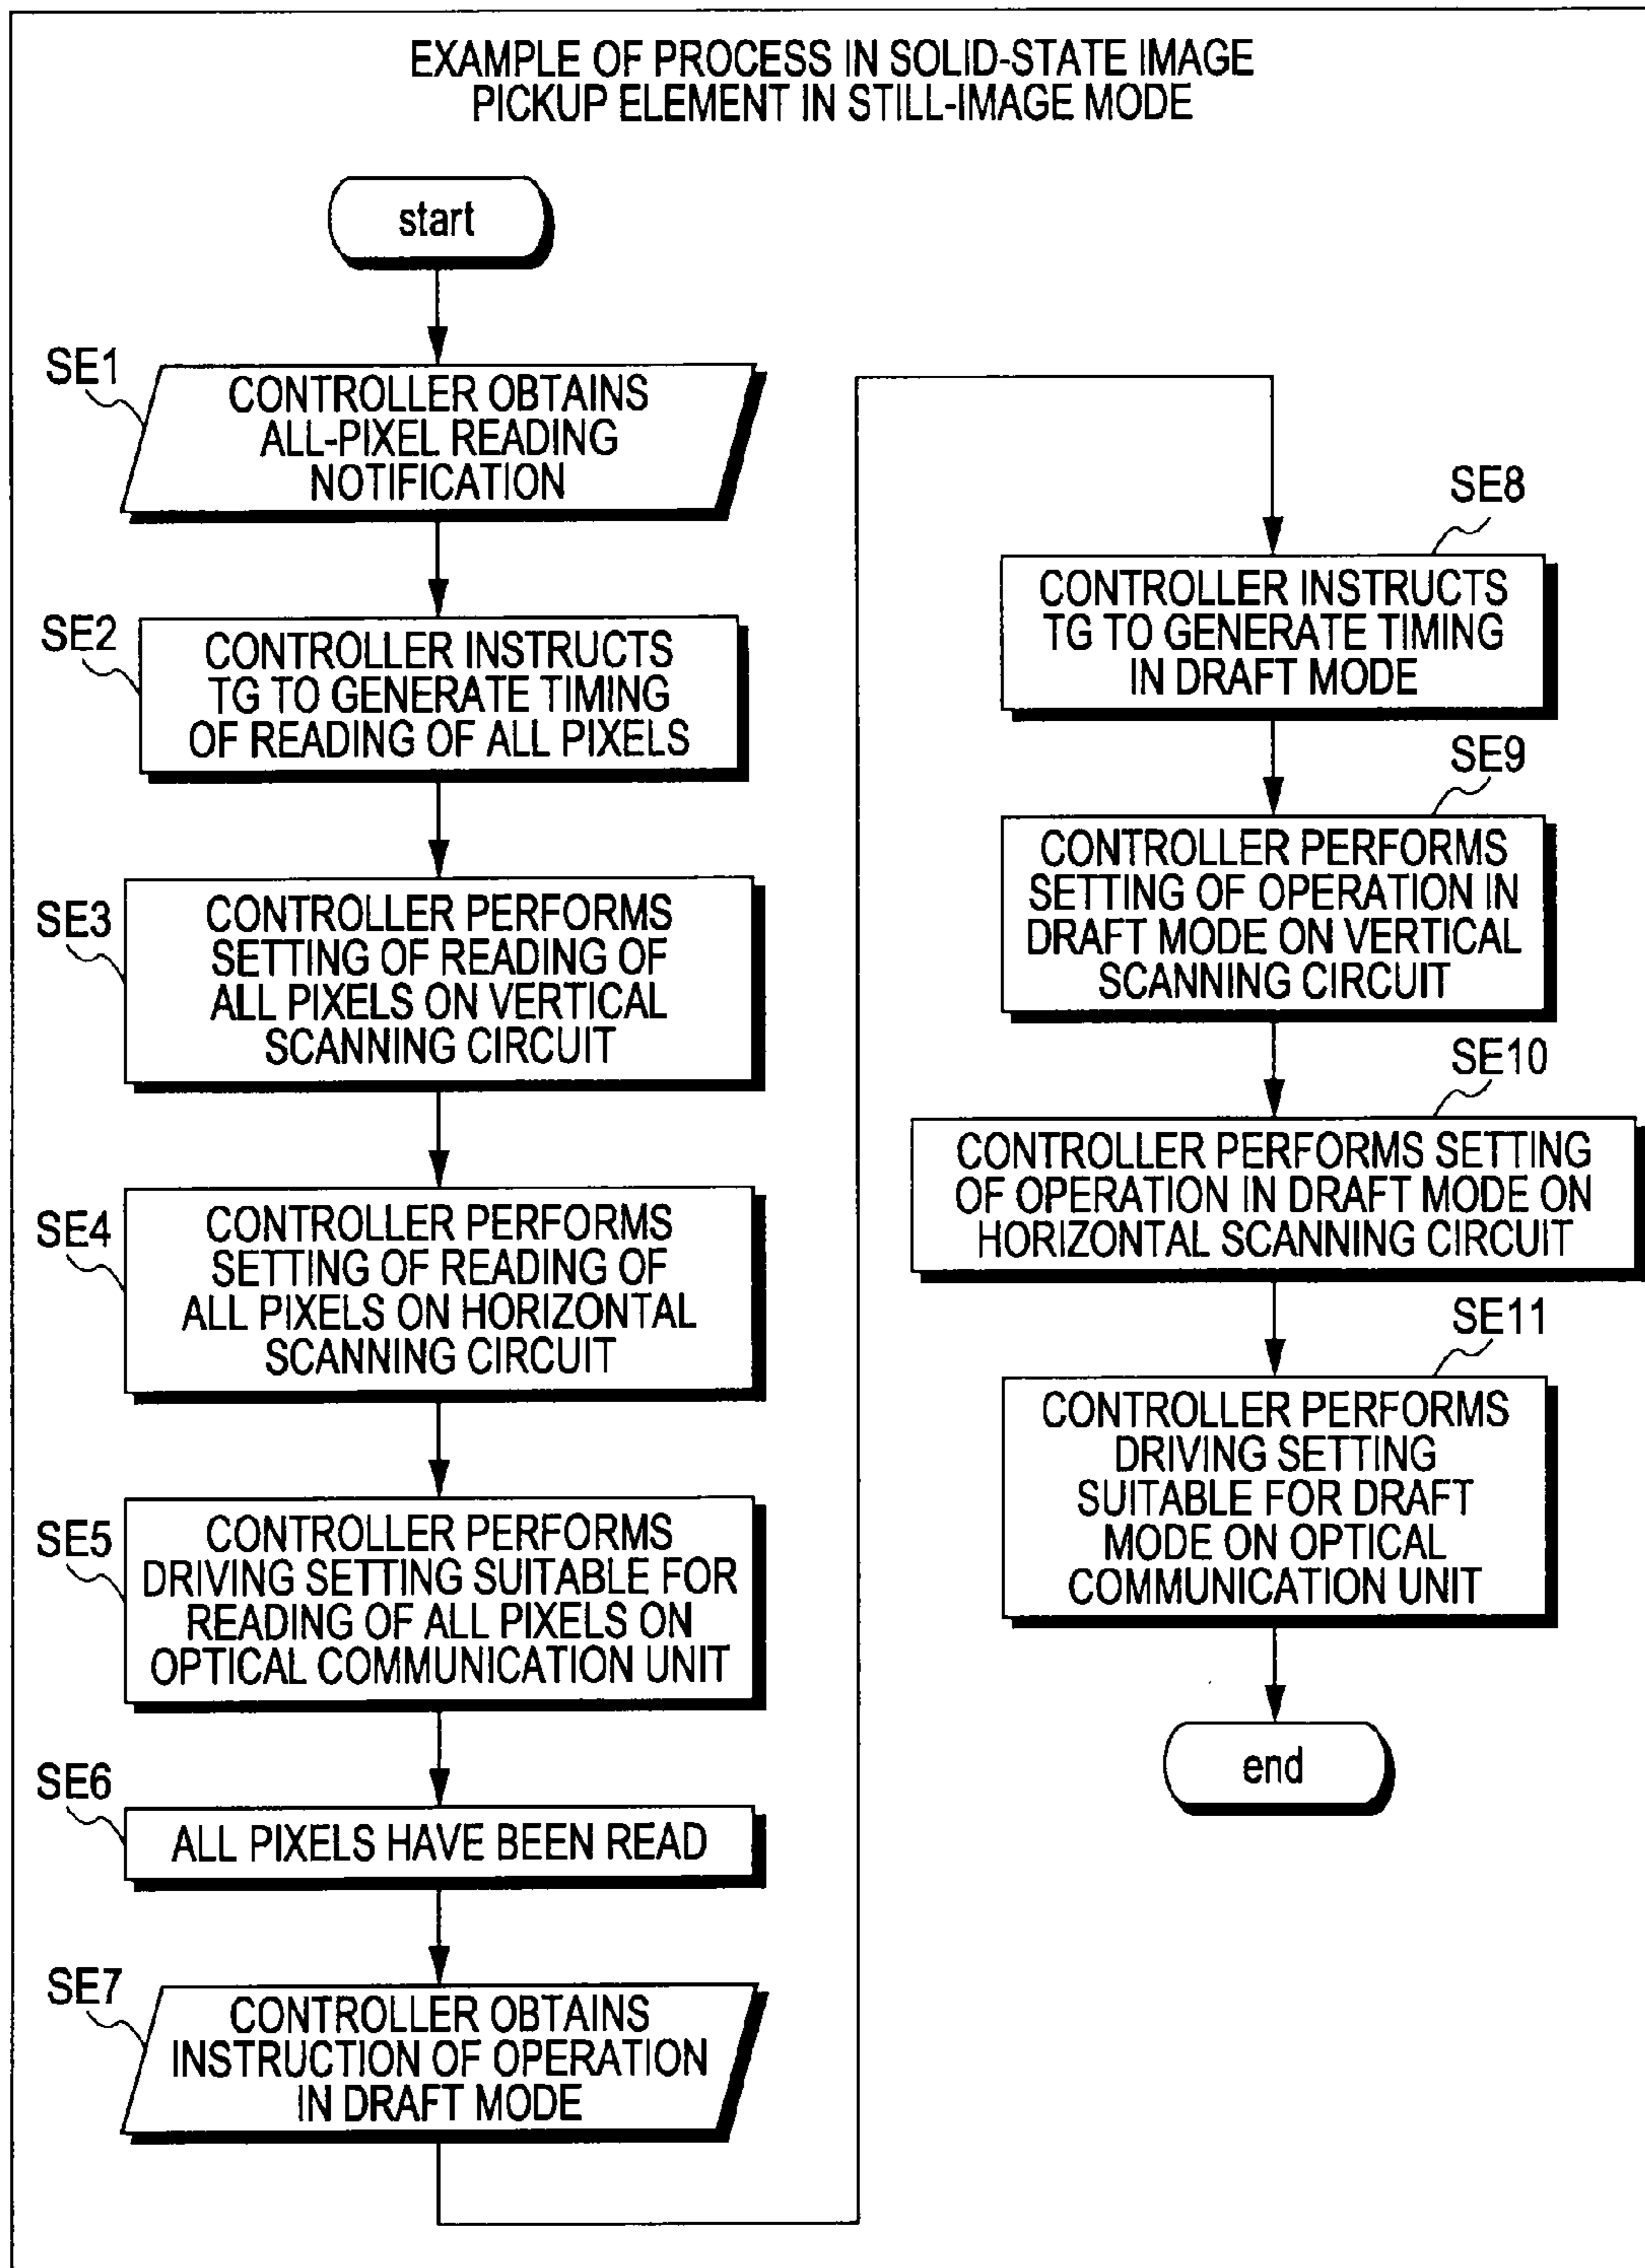 EXAMPLE OF PROCESS IN SOLID-STATE IMAGE
PICKUP ELEMENT IN STILL-IMAGE MODE
start
SE1
CONTROLLER OBTAINS
ALL-PIXEL READING
NOTIFICATION
SE2
CONTROLLER INSTRUCTS
TG TO GENERATE TIMING
OF READING OF ALL PIXELS
SE3
CONTROLLER PERFORMS
SETTING OF READING OF
ALL PIXELS ON VERTICAL
SCANNING CIRCUIT
SE4
CONTROLLER PERFORMS
SETTING OF READING OF
ALL PIXELS ON HORIZONTAL
SCANNING CIRCUIT
SE5
CONTROLLER PERFORMS
DRIVING SETTING SUITABLE FOR
READING OF ALL PIXELS ON
OPTICAL COMMUNICATION UNIT
SE6
ALL PIXELS HAVE BEEN READ
SE7
CONTROLLER OBTAINS
INSTRUCTION OF OPERATION
IN DRAFT MODE
SE8
CONTROLLER INSTRUCTS
TG TO GENERATE TIMING
IN DRAFT MODE
SE9
CONTROLLER PERFORMS
SETTING OF OPERATION IN
DRAFT MODE ON VERTICAL
SCANNING CIRCUIT
SE10
CONTROLLER PERFORMS SETTING
OF OPERATION IN DRAFT MODE ON
HORIZONTAL SCANNING CIRCUIT
SE11
CONTROLLER PERFORMS
DRIVING SETTING
SUITABLE FOR DRAFT
MODE ON OPTICAL
COMMUNICATION UNIT
end